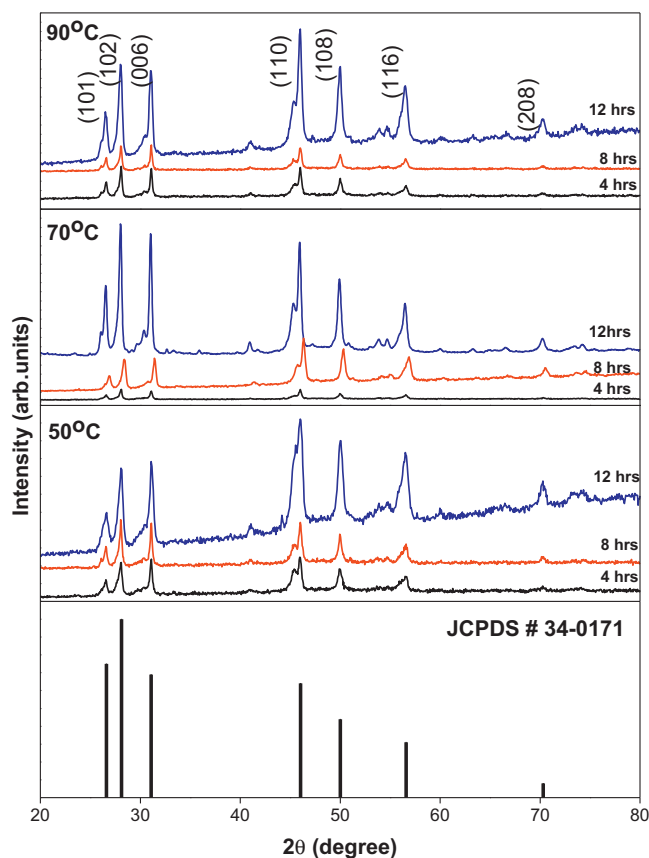 90°C
(101)
(102)
(006)
(110)
(108)
(116)
(208)
12 hrs
8 hrs
4 hrs
70°C
12hrs
8 hrs
4 hrs
50°C
12 hrs
8 hrs
4 hrs
JCPDS # 34-0171
Intensity (arb.units)
20 30 40 50 60 70 80
2θ (degree)